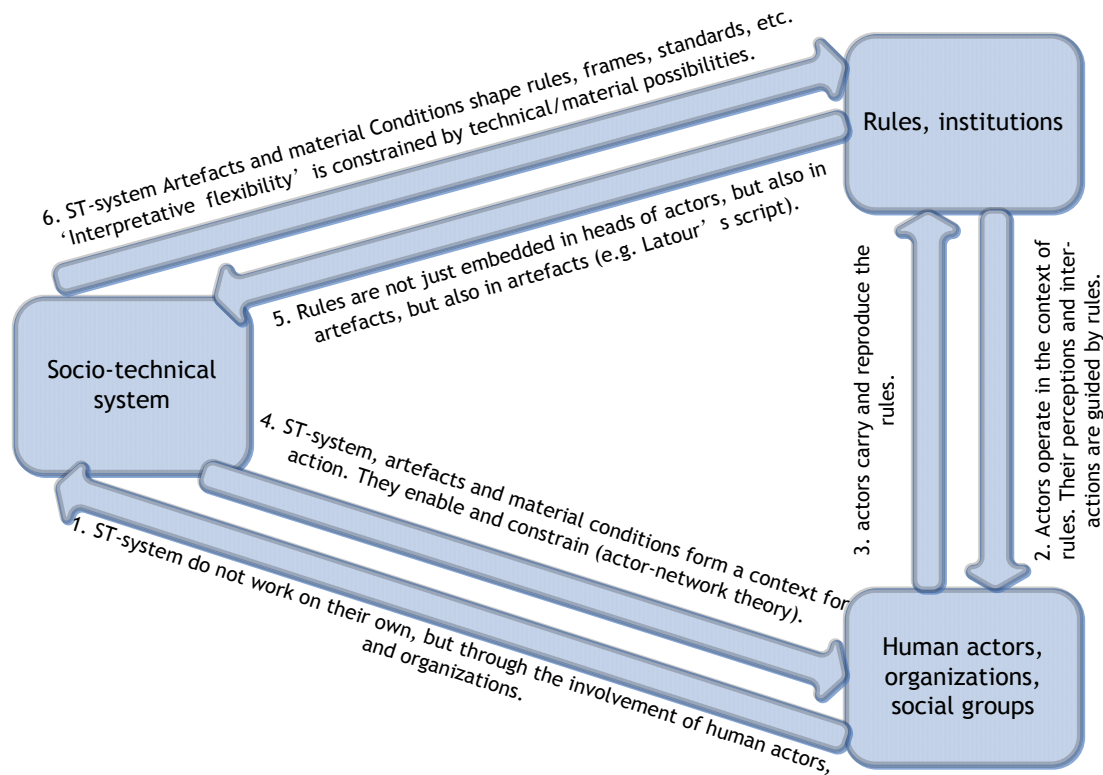 6. ST-system Artefacts and material Conditions shape rules, frames, standards, etc.
‘Interpretative flexibility’ is constrained by technical/material possibilities.
Rules, institutions
5. Rules are not just embedded in heads of actors, but also in
artefacts, but also in artefacts (e.g. Latour’s script).
Socio-technical
system
3. actors carry and reproduce the
rules.
2. Actors operate in the context of
rules. Their perceptions and inter-
actions are guided by rules.
4. ST-system, artefacts and material conditions form a context for
action. They enable and constrain (actor-network theory).
1. ST-system do not work on their own, but through the involvement of human actors,
and organizations.
Human actors,
organizations,
social groups